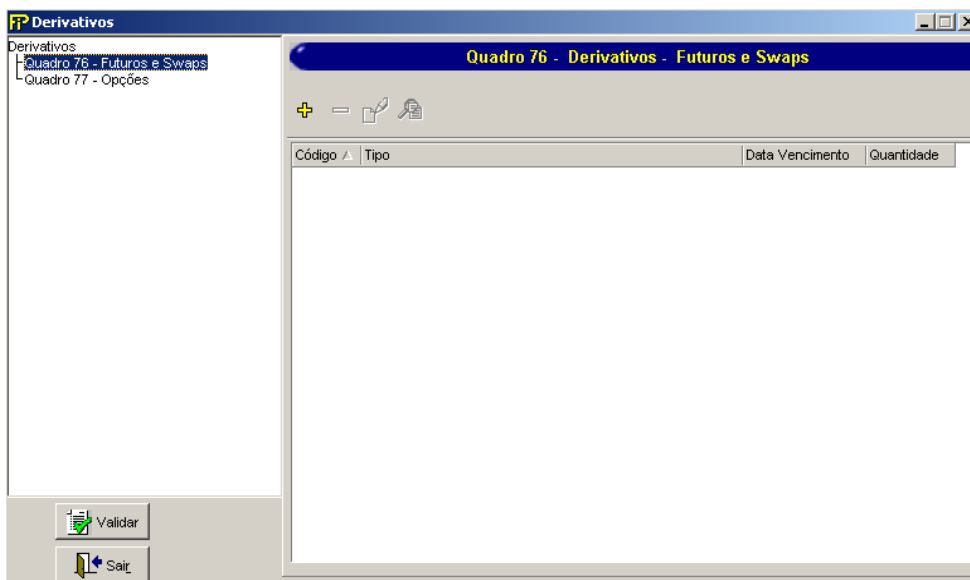 FIP Derivativos
Derivativos
Quadro 76 - Futuros e Swaps
Quadro 77 - Opções
Quadro 76 - Derivativos - Futuros e Swaps
Código Tipo Data Vencimento Quantidade
Validar
Sair